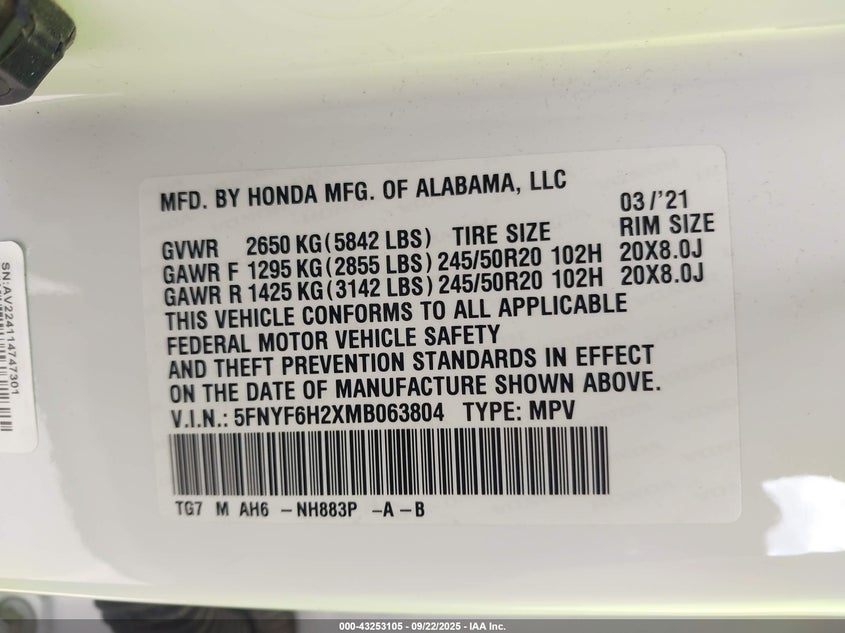 MFD. BY HONDA MFG. OF ALABAMA, LLC
03/'21
GVWR 2650 KG(5842 LBS) TIRE SIZE RIM SIZE
GAWR F 1295 KG(2855 LBS) 245/50R20 102H 20X8.0J
GAWR R 1425 KG(3142 LBS) 245/50R20 102H 20X8.0J
THIS VEHICLE CONFORMS TO ALL APPLICABLE
FEDERAL MOTOR VEHICLE SAFETY
AND THEFT PREVENTION STANDARDS IN EFFECT
ON THE DATE OF MANUFACTURE SHOWN ABOVE.
V.I.N.: 5FNYF6H2XMB063804 TYPE: MPV
TG7 M AH6 -NH883P -A-B
SN:AV224114747301
000-43253105 - 09/22/2025 - IAA Inc.